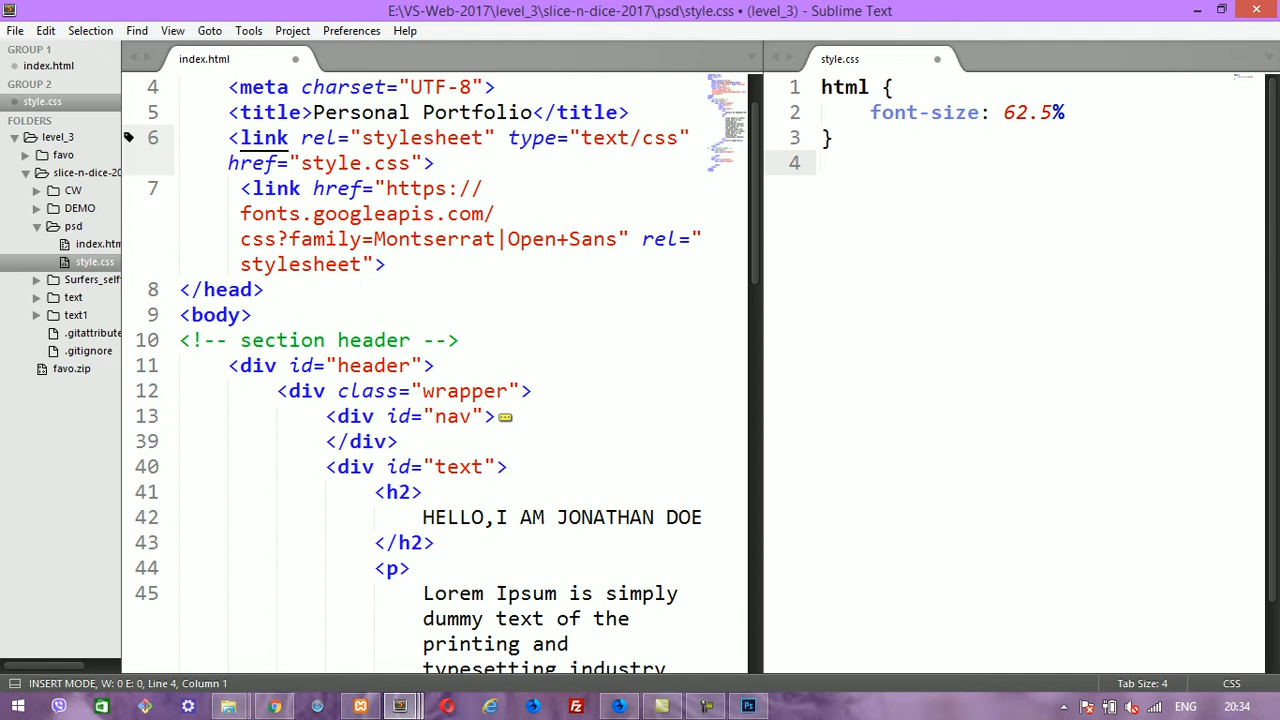 E:\VS-Web-2017\level_3\slice-n-dice-2017\psd\style.css • (level_3) - Sublime Text
File Edit Selection Find View Goto Tools Project Preferences Help
GROUP 1
index.html
GROUP 2
style.css
FOLDERS
level_3
favo
slice-n-dice-20
CW
DEMO
psd
index.htm
style.css
Surfers_self
text
text1
.gitattribute
.gitignore
favo.zip
index.html
4 <meta charset="UTF-8">
5 <title>Personal Portfolio</title>
6 <link rel="stylesheet" type="text/css"
href="style.css">
7 <link href="https://
fonts.googleapis.com/
css?family=Montserrat|Open+Sans" rel="
stylesheet">
8 </head>
9 <body>
10 <!-- section header -->
11 <div id="header">
12 <div class="wrapper">
13 <div id="nav">
39 </div>
40 <div id="text">
41 <h2>
42 HELLO,I AM JONATHAN DOE
43 </h2>
44 <p>
45 Lorem Ipsum is simply
dummy text of the
printing and
typesetting industry
style.css
1 html {
2 font-size: 62.5%
3 }
4
INSERT MODE, W: 0 E: 0, Line 4, Column 1
Tab Size: 4
CSS
20:34